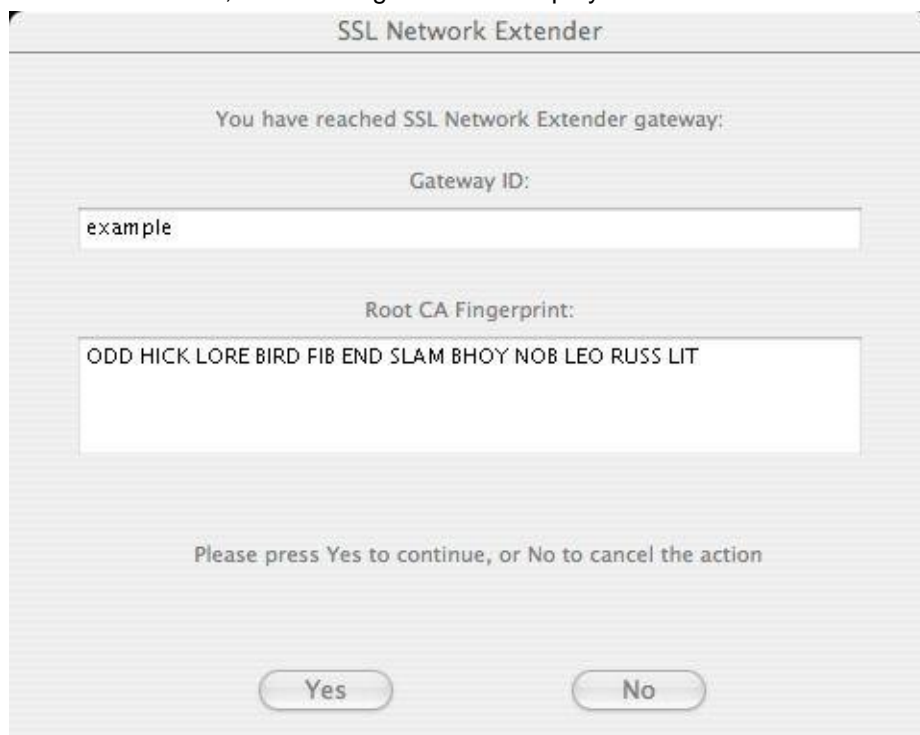 SSL Network Extender
You have reached SSL Network Extender gateway:
Gateway ID:
example
Root CA Fingerprint:
ODD HICK LORE BIRD FIB END SLAM BHOY NOB LEO RUSS LIT
Please press Yes to continue, or No to cancel the action
Yes No